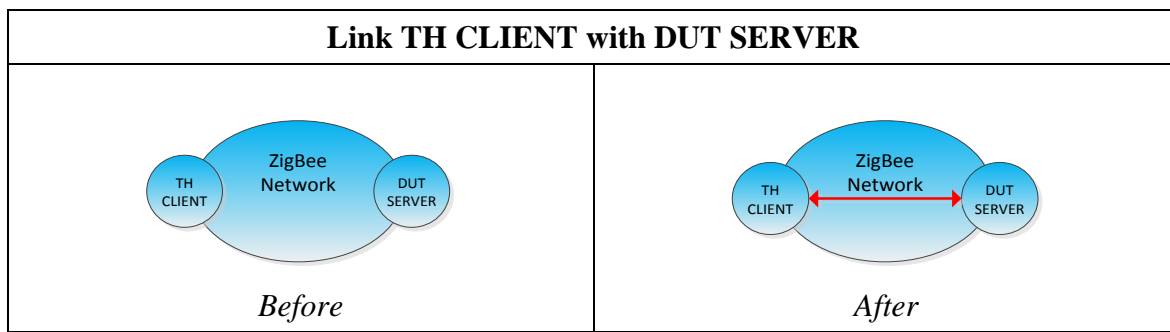 Link TH CLIENT with DUT SERVER
ZigBee
Network
TH
CLIENT
DUT
SERVER
Before
ZigBee
Network
TH
CLIENT
DUT
SERVER
After